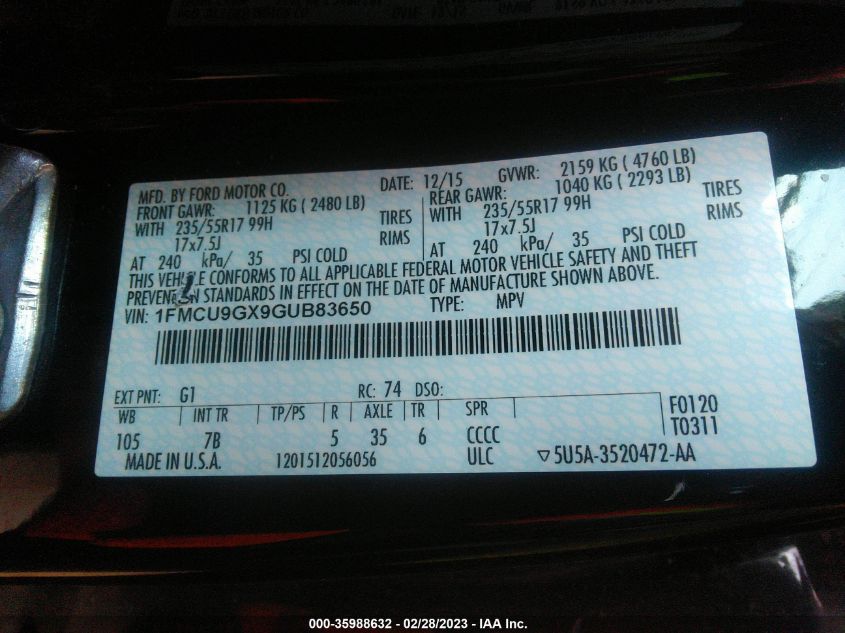 MFD. BY FORD MOTOR CO. DATE: 12/15 GVWR: 2159 KG ( 4760 LB)
FRONT GAWR: 1125 KG ( 2480 LB) REAR GAWR: 1040 KG ( 2293 LB)
WITH 235/55R17 99H TIRES WITH 235/55R17 99H TIRES
17x7.5J RIMS 17x7.5J RIMS
AT 240 kPa/ 35 PSI COLD AT 240 kPa/ 35 PSI COLD
THIS VEHICLE CONFORMS TO ALL APPLICABLE FEDERAL MOTOR VEHICLE SAFETY AND THEFT
PREVENTION STANDARDS IN EFFECT ON THE DATE OF MANUFACTURE SHOWN ABOVE.
VIN: 1FMCU9GX9GUB83650 TYPE: MPV
EXT PNT: G1 RC: 74 DSO:
WB INT TR TP/PS R AXLE TR SPR F0120
105 7B 5 35 6 CCCC T0311
MADE IN U.S.A. 1201512056056 ULC ▽5U5A-3520472-AA
000-35988632 - 02/28/2023 - IAA Inc.